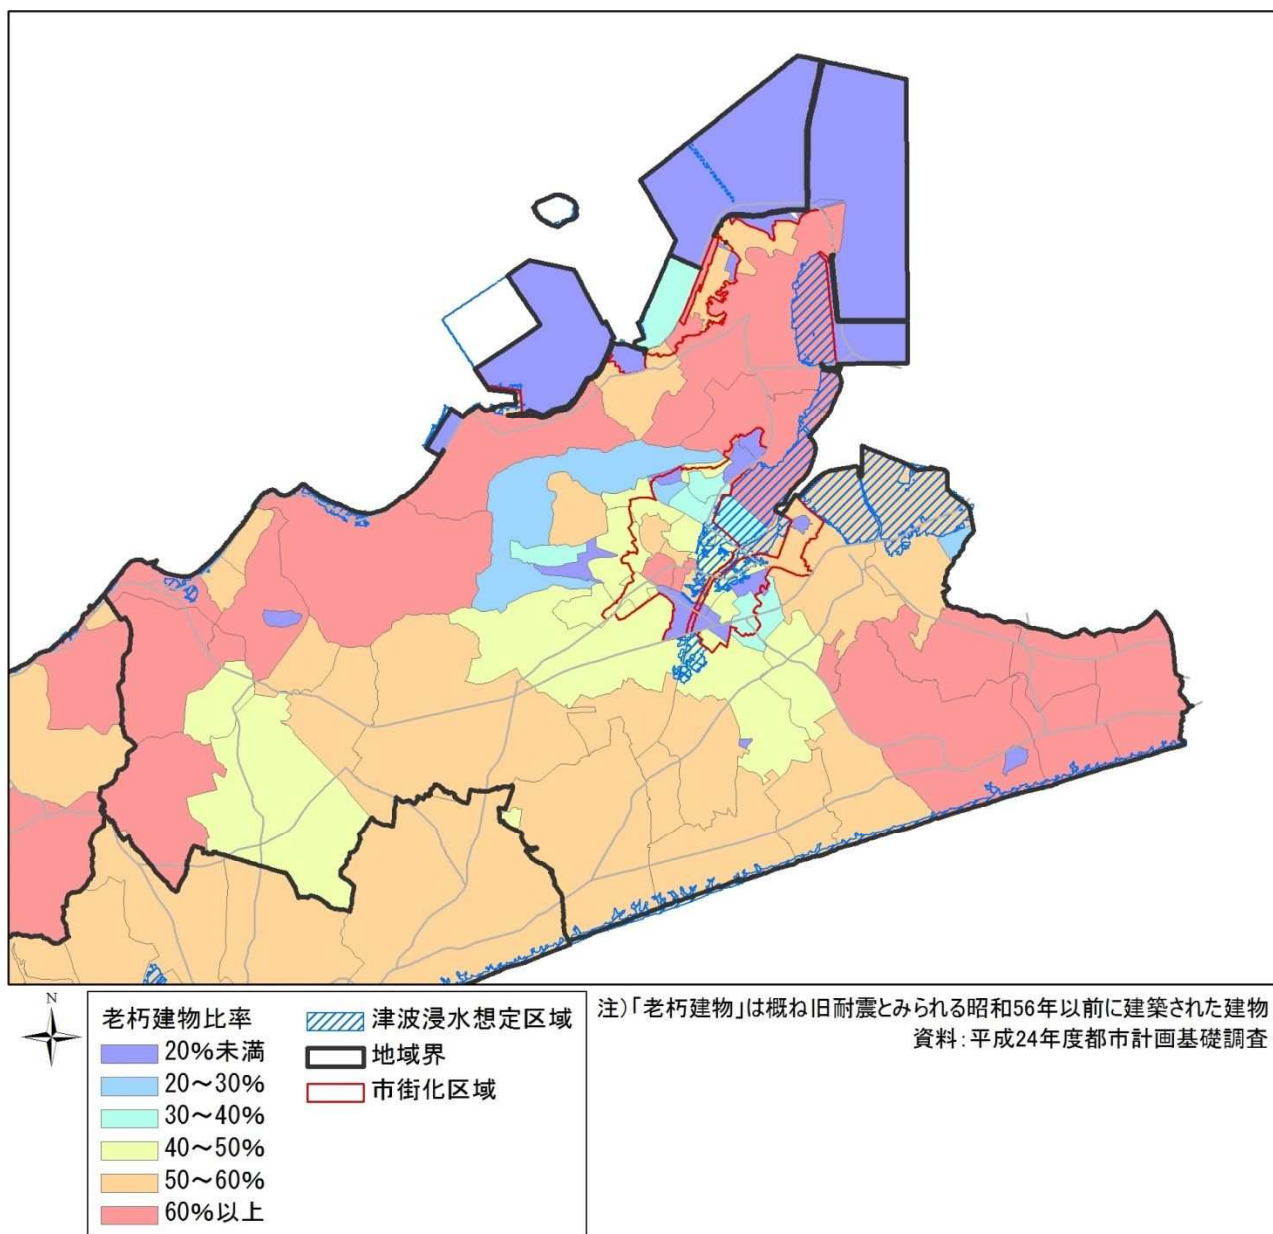 N
老朽建物比率
20%未満
20～30%
30～40%
40～50%
50～60%
60%以上
津波浸水想定区域
地域界
市街化区域
注)「老朽建物」は概ね旧耐震とみられる昭和56年以前に建築された建物
資料：平成24年度都市計画基礎調査